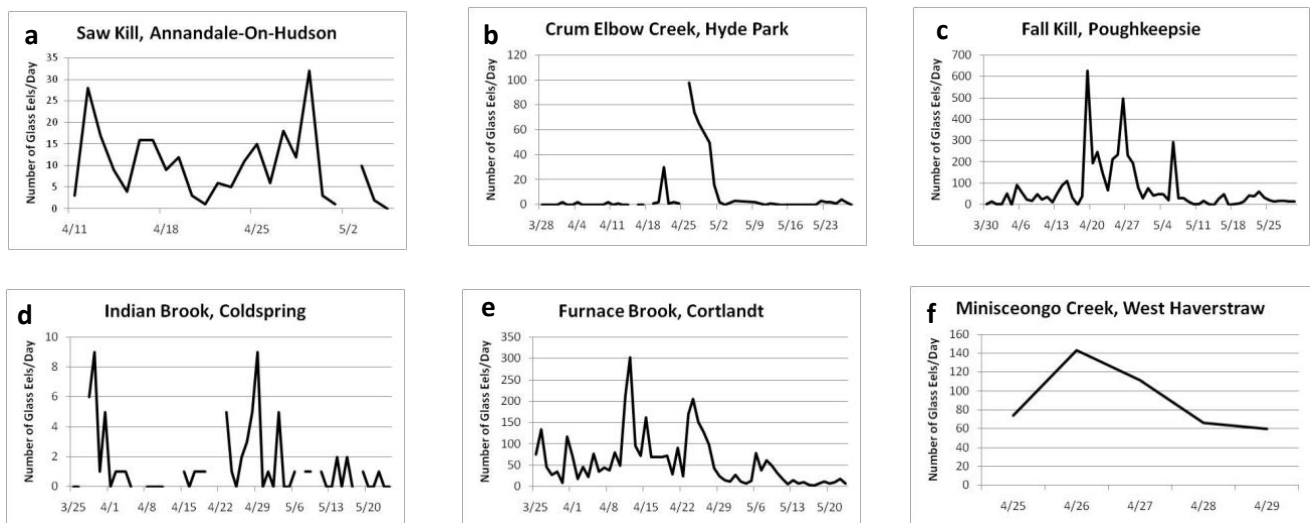 a
Saw Kill, Annandale-On-Hudson
Number of Glass Eels/Day
35
30
25
20
15
10
5
0
4/11 4/18 4/25 5/2
b
Crum Elbow Creek, Hyde Park
Number of Glass Eels/Day
120
100
80
60
40
20
0
3/28 4/4 4/11 4/18 4/25 5/2 5/9 5/16 5/23
c
Fall Kill, Poughkeepsie
Number of Glass Eels/Day
700
600
500
400
300
200
100
0
3/30 4/6 4/13 4/20 4/27 5/4 5/11 5/18 5/25
d
Indian Brook, Coldspring
Number of Glass Eels/Day
10
8
6
4
2
0
3/25 4/1 4/8 4/15 4/22 4/29 5/6 5/13 5/20
e
Furnace Brook, Cortlandt
Number of Glass Eels/Day
350
300
250
200
150
100
50
0
3/25 4/1 4/8 4/15 4/22 4/29 5/6 5/13 5/20
f
Minisceongo Creek, West Haverstraw
Number of Glass Eels/Day
160
140
120
100
80
60
40
20
0
4/25 4/26 4/27 4/28 4/29